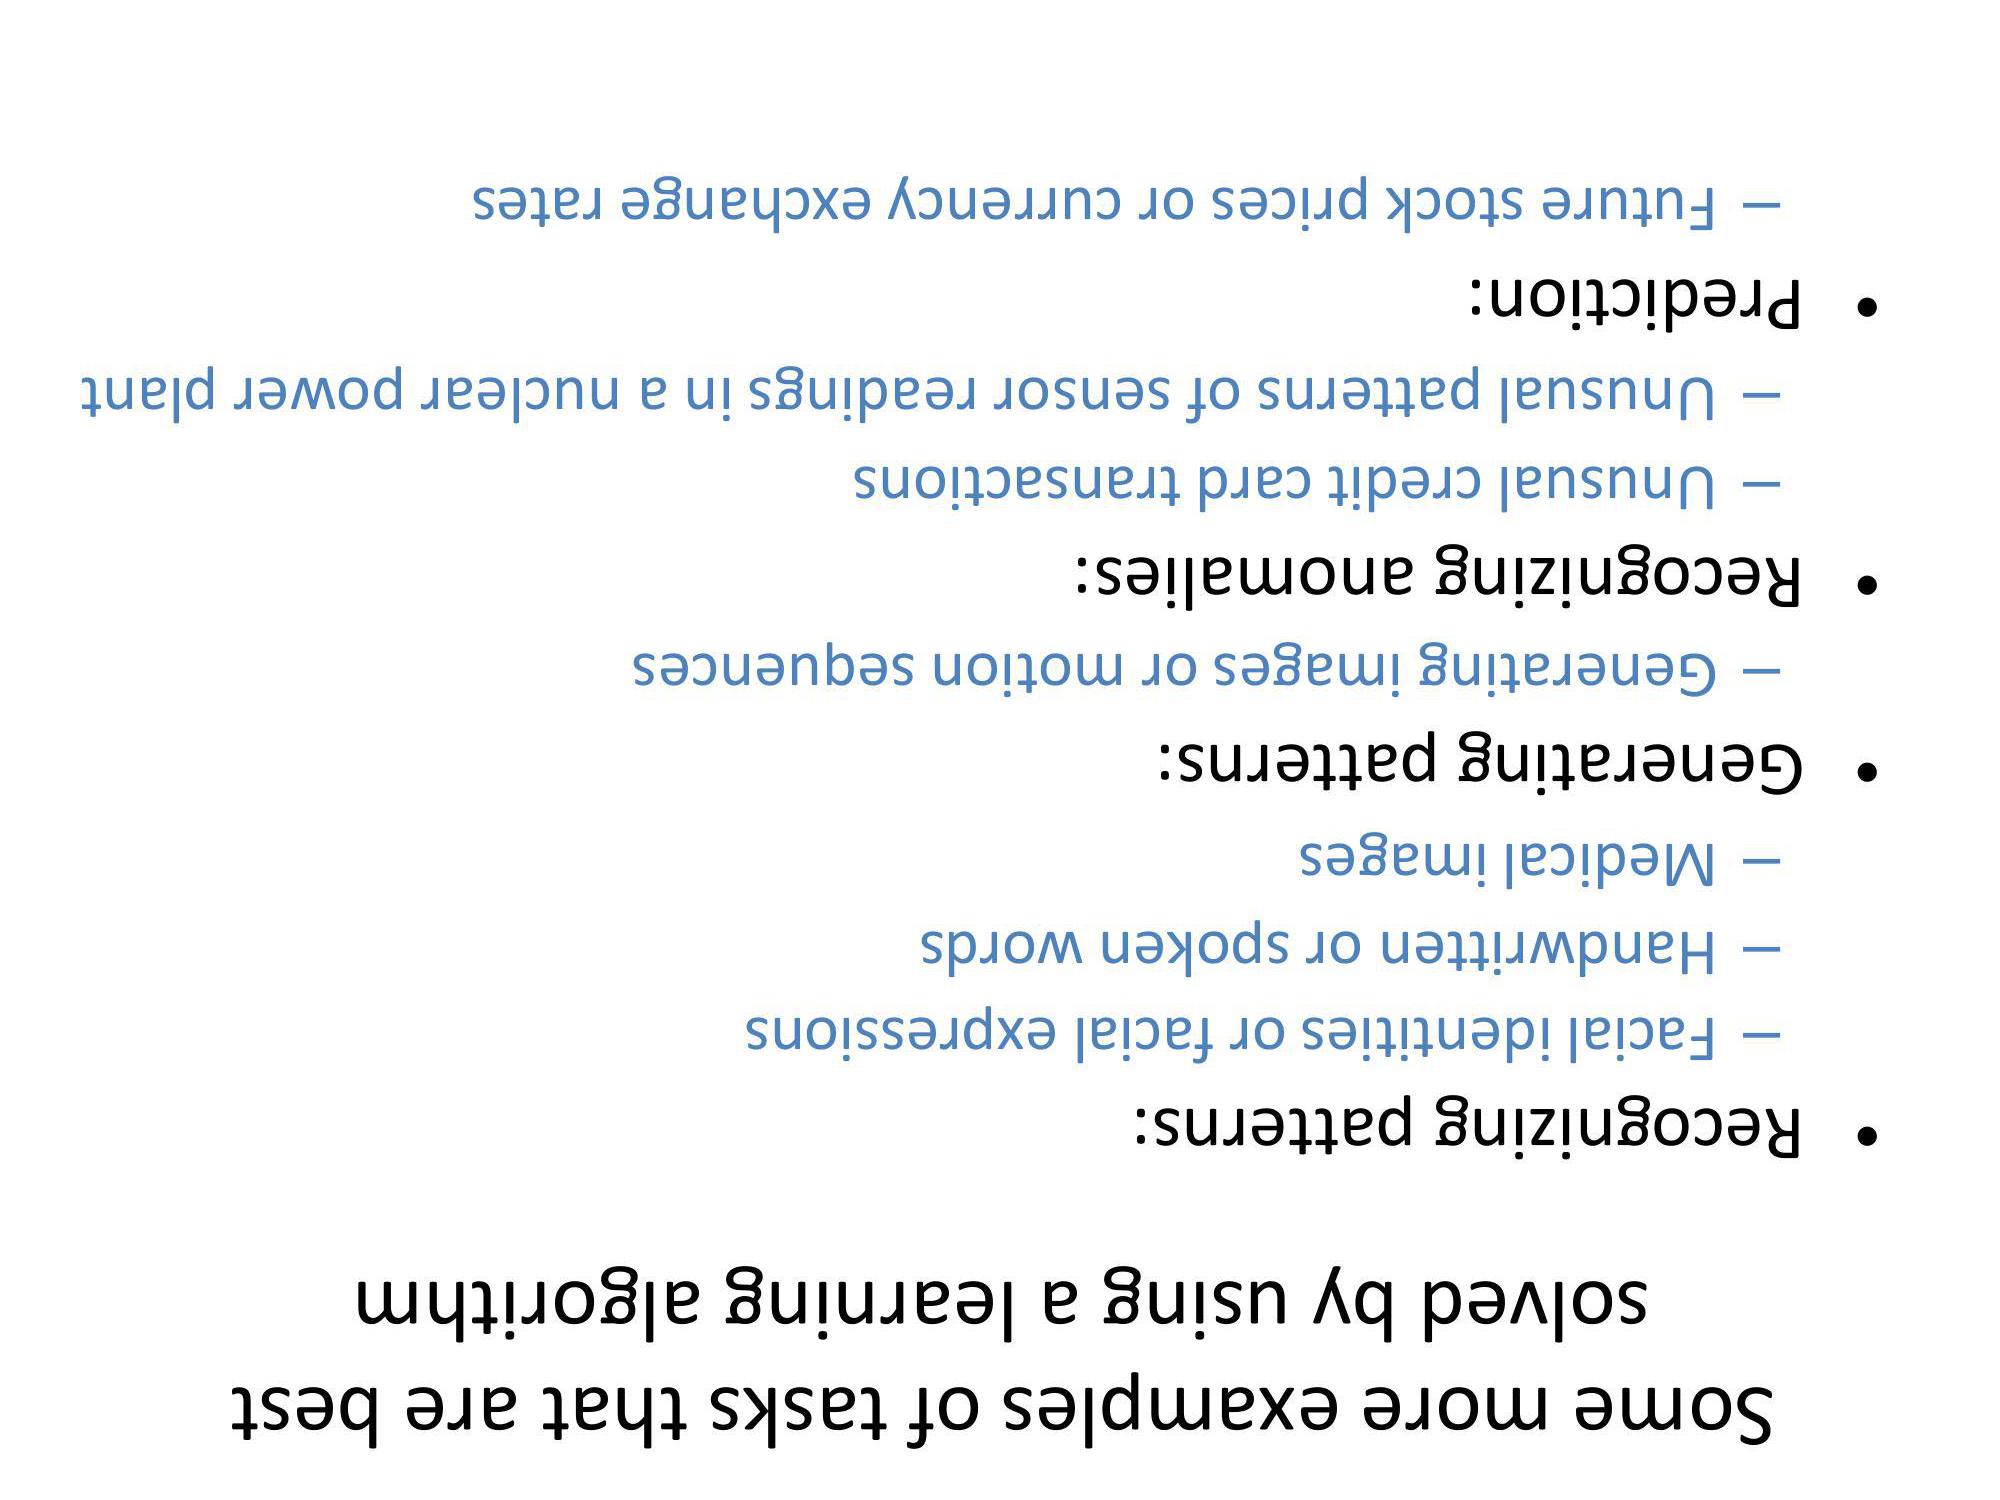 Some more examples of tasks that are best
solved by using a learning algorithm
• Recognizing patterns:
– Facial identities or facial expressions
– Handwritten or spoken words
– Medical images
• Generating patterns:
– Generating images or motion sequences
• Recognizing anomalies:
– Unusual credit card transactions
– Unusual patterns of sensor readings in a nuclear power plant
• Prediction:
– Future stock prices or currency exchange rates